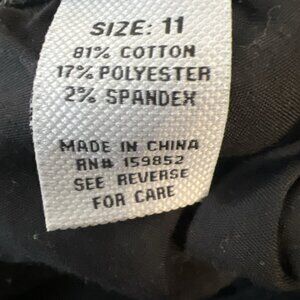 SIZE: 11
81% COTTON
17% POLYESTER
2% SPANDEX
MADE IN CHINA
RN# 159852
SEE REVERSE
FOR CARE